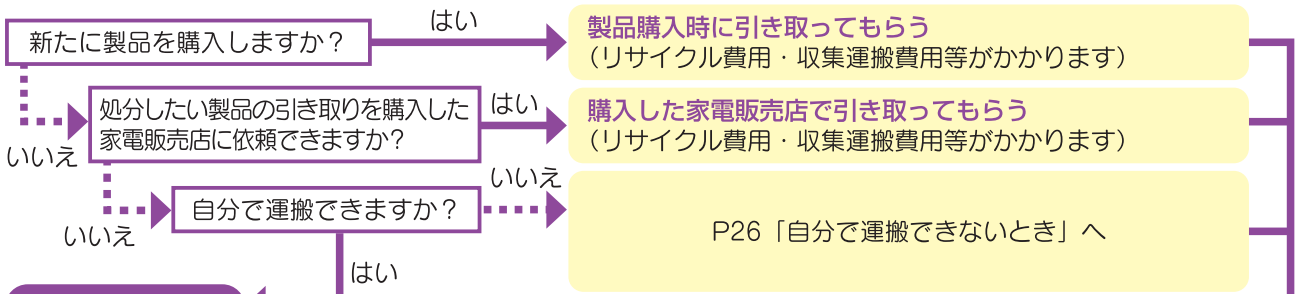 新たに製品を購入しますか？
はい
製品購入時に引き取ってもらう
（リサイクル費用・収集運搬費用等がかかります）
いいえ
処分したい製品の引き取りを購入した
家電販売店に依頼できますか？
はい
購入した家電販売店で引き取ってもらう
（リサイクル費用・収集運搬費用等がかかります）
いいえ
自分で運搬できますか？
いいえ
P26「自分で運搬できないとき」へ
はい